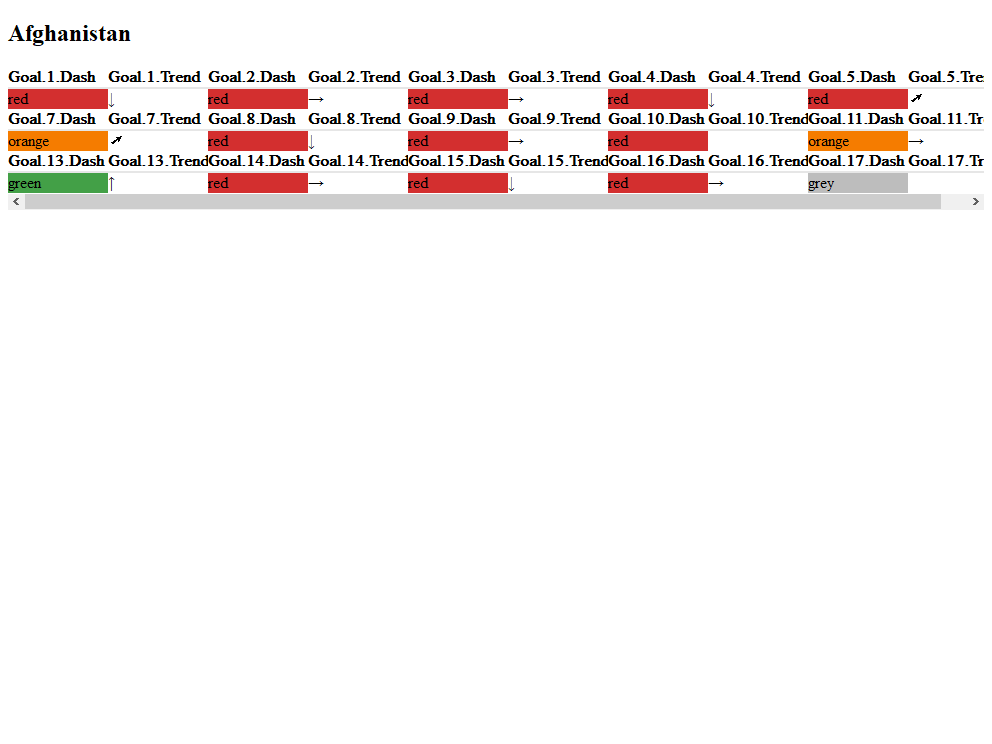 Afghanistan
Goal.1.Dash Goal.1.Trend Goal.2.Dash Goal.2.Trend Goal.3.Dash Goal.3.Trend Goal.4.Dash Goal.4.Trend Goal.5.Dash Goal.5.Tre
red ↓ red → red → red ↓ red ➚
Goal.7.Dash Goal.7.Trend Goal.8.Dash Goal.8.Trend Goal.9.Dash Goal.9.Trend Goal.10.Dash Goal.10.Trend Goal.11.Dash Goal.11.Tr
orange ➚ red ↓ red → red orange →
Goal.13.Dash Goal.13.Trend Goal.14.Dash Goal.14.Trend Goal.15.Dash Goal.15.Trend Goal.16.Dash Goal.16.Trend Goal.17.Dash Goal.17.Tr
green ↑ red → red ↓ red → grey